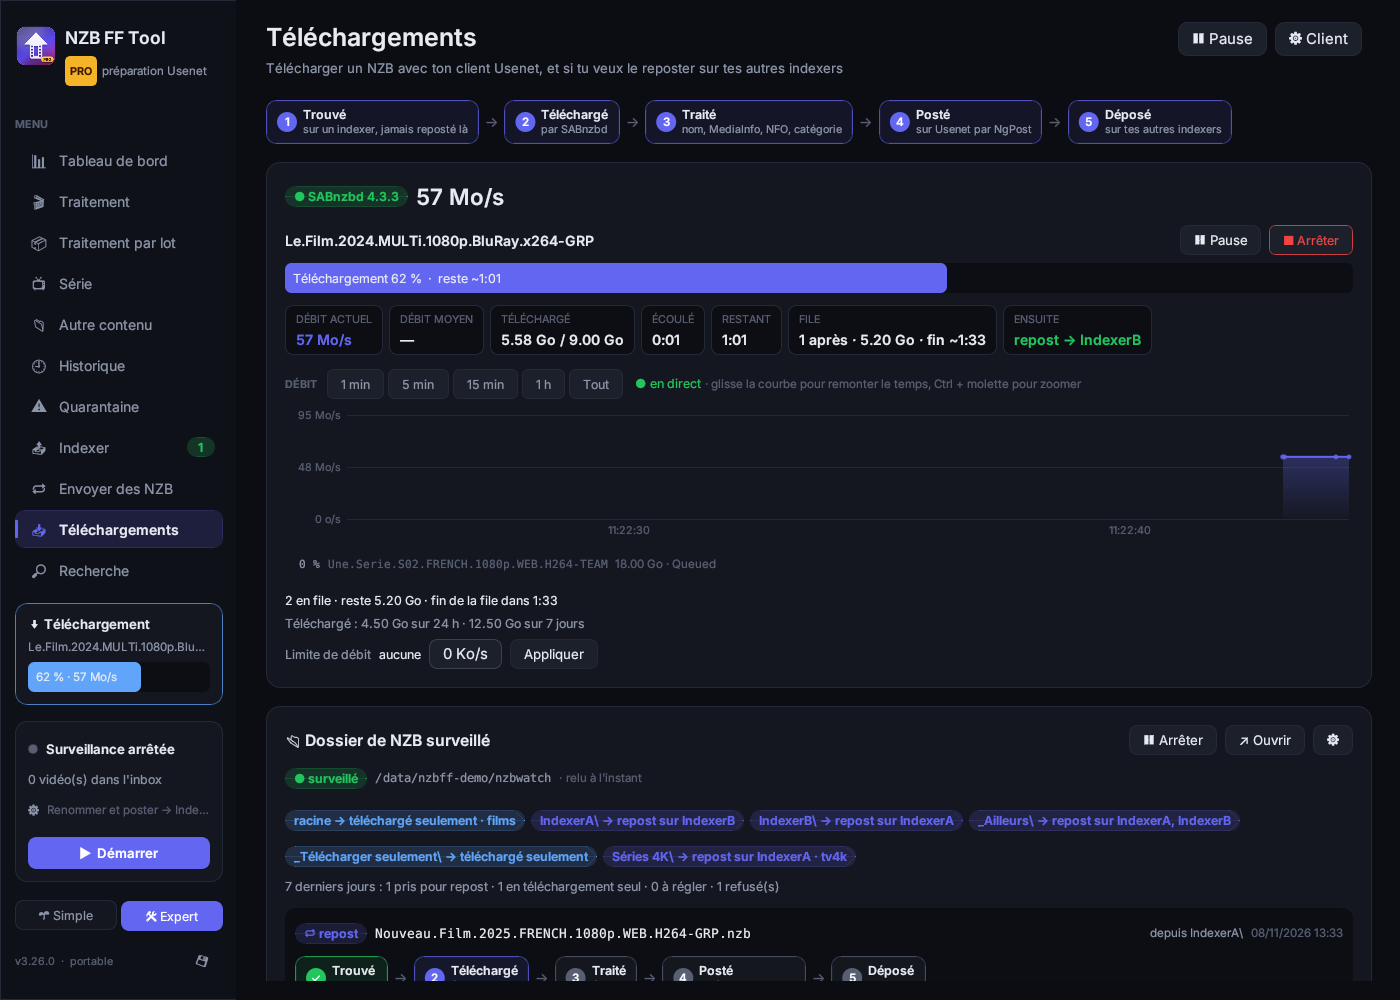 NZB FF Tool
PRO préparation Usenet
MENU
Tableau de bord
Traitement
Traitement par lot
Série
Autre contenu
Historique
Quarantaine
Indexer 1
Envoyer des NZB
Téléchargements
Recherche
Téléchargement
Le.Film.2024.MULTi.1080p.Blu...
62 % · 57 Mo/s
Surveillance arrêtée
0 vidéo(s) dans l'inbox
Renommer et poster → Inde...
Démarrer
Simple
Expert
v3.26.0 · portable
Téléchargements
Télécharger un NZB avec ton client Usenet, et si tu veux le reposter sur tes autres indexers
Pause
Client
1 Trouvé
sur un indexer, jamais reposté là
→
2 Téléchargé
par SABnzbd
→
3 Traité
nom, MediaInfo, NFO, catégorie
→
4 Posté
sur Usenet par NgPost
→
5 Déposé
sur tes autres indexers
SABnzbd 4.3.3 57 Mo/s
Le.Film.2024.MULTi.1080p.BluRay.x264-GRP
Pause
Arrêter
Téléchargement 62 % · reste ~1:01
DÉBIT ACTUEL
57 Mo/s
DÉBIT MOYEN
—
TÉLÉCHARGÉ
5.58 Go / 9.00 Go
ÉCOULÉ
0:01
RESTANT
1:01
FILE
1 après · 5.20 Go · fin ~1:33
ENSUITE
repost → IndexerB
DÉBIT 1 min 5 min 15 min 1 h Tout en direct · glisse la courbe pour remonter le temps, Ctrl + molette pour zoomer
95 Mo/s
48 Mo/s
0 o/s
11:22:30 11:22:40
0 % Une.Serie.S02.FRENCH.1080p.WEB.H264-TEAM 18.00 Go · Queued
2 en file · reste 5.20 Go · fin de la file dans 1:33
Téléchargé : 4.50 Go sur 24 h · 12.50 Go sur 7 jours
Limite de débit aucune 0 Ko/s Appliquer
Dossier de NZB surveillé
Arrêter
Ouvrir
surveillé /data/nzbff-demo/nzbwatch · relu à l'instant
racine → téléchargé seulement · films IndexerA\ → repost sur IndexerB IndexerB\ → repost sur IndexerA _Ailleurs\ → repost sur IndexerA, IndexerB
_Télécharger seulement\ → téléchargé seulement Séries 4K\ → repost sur IndexerA · tv4k
7 derniers jours : 1 pris pour repost · 1 en téléchargement seul · 0 à régler · 1 refusé(s)
repost Nouveau.Film.2025.FRENCH.1080p.WEB.H264-GRP.nzb depuis IndexerA\ 08/11/2026 13:33
Trouvé → 2 Téléchargé → 3 Traité → 4 Posté → 5 Déposé